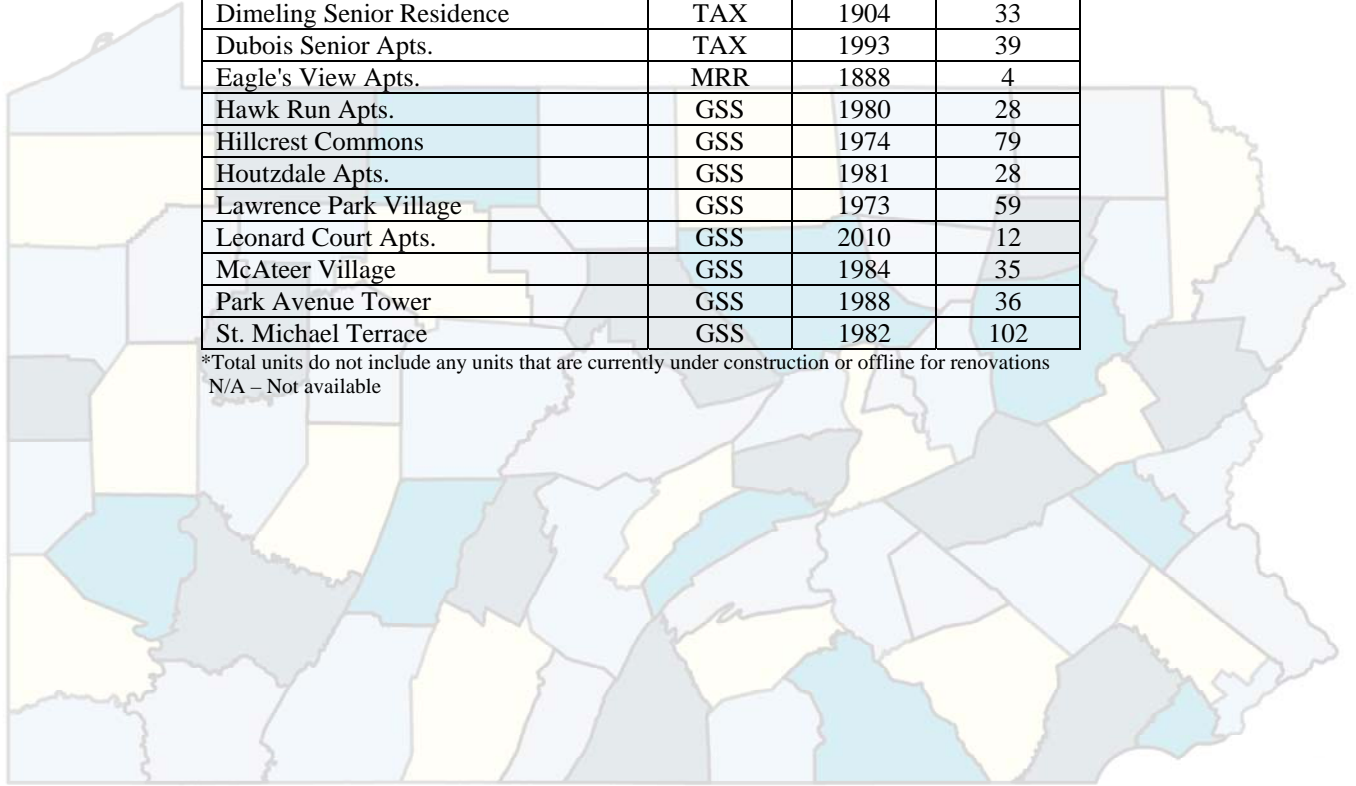 Dimeling Senior Residence TAX 1904 33
Dubois Senior Apts. TAX 1993 39
Eagle's View Apts. MRR 1888 4
Hawk Run Apts. GSS 1980 28
Hillcrest Commons GSS 1974 79
Houtzdale Apts. GSS 1981 28
Lawrence Park Village GSS 1973 59
Leonard Court Apts. GSS 2010 12
McAteer Village GSS 1984 35
Park Avenue Tower GSS 1988 36
St. Michael Terrace GSS 1982 102
*Total units do not include any units that are currently under construction or offline for renovations
N/A – Not available